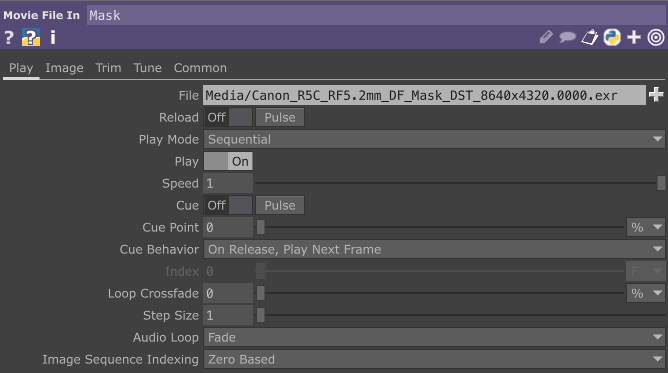 Movie File In Mask
? ? i
Play Image Trim Tune Common
File Media/Canon_R5C_RF5.2mm_DF_Mask_DST_8640x4320.0000.exr
Reload Off Pulse
Play Mode Sequential
Play On
Speed 1
Cue Off Pulse
Cue Point 0 %
Cue Behavior On Release, Play Next Frame
Index 0 F
Loop Crossfade 0 %
Step Size 1
Audio Loop Fade
Image Sequence Indexing Zero Based